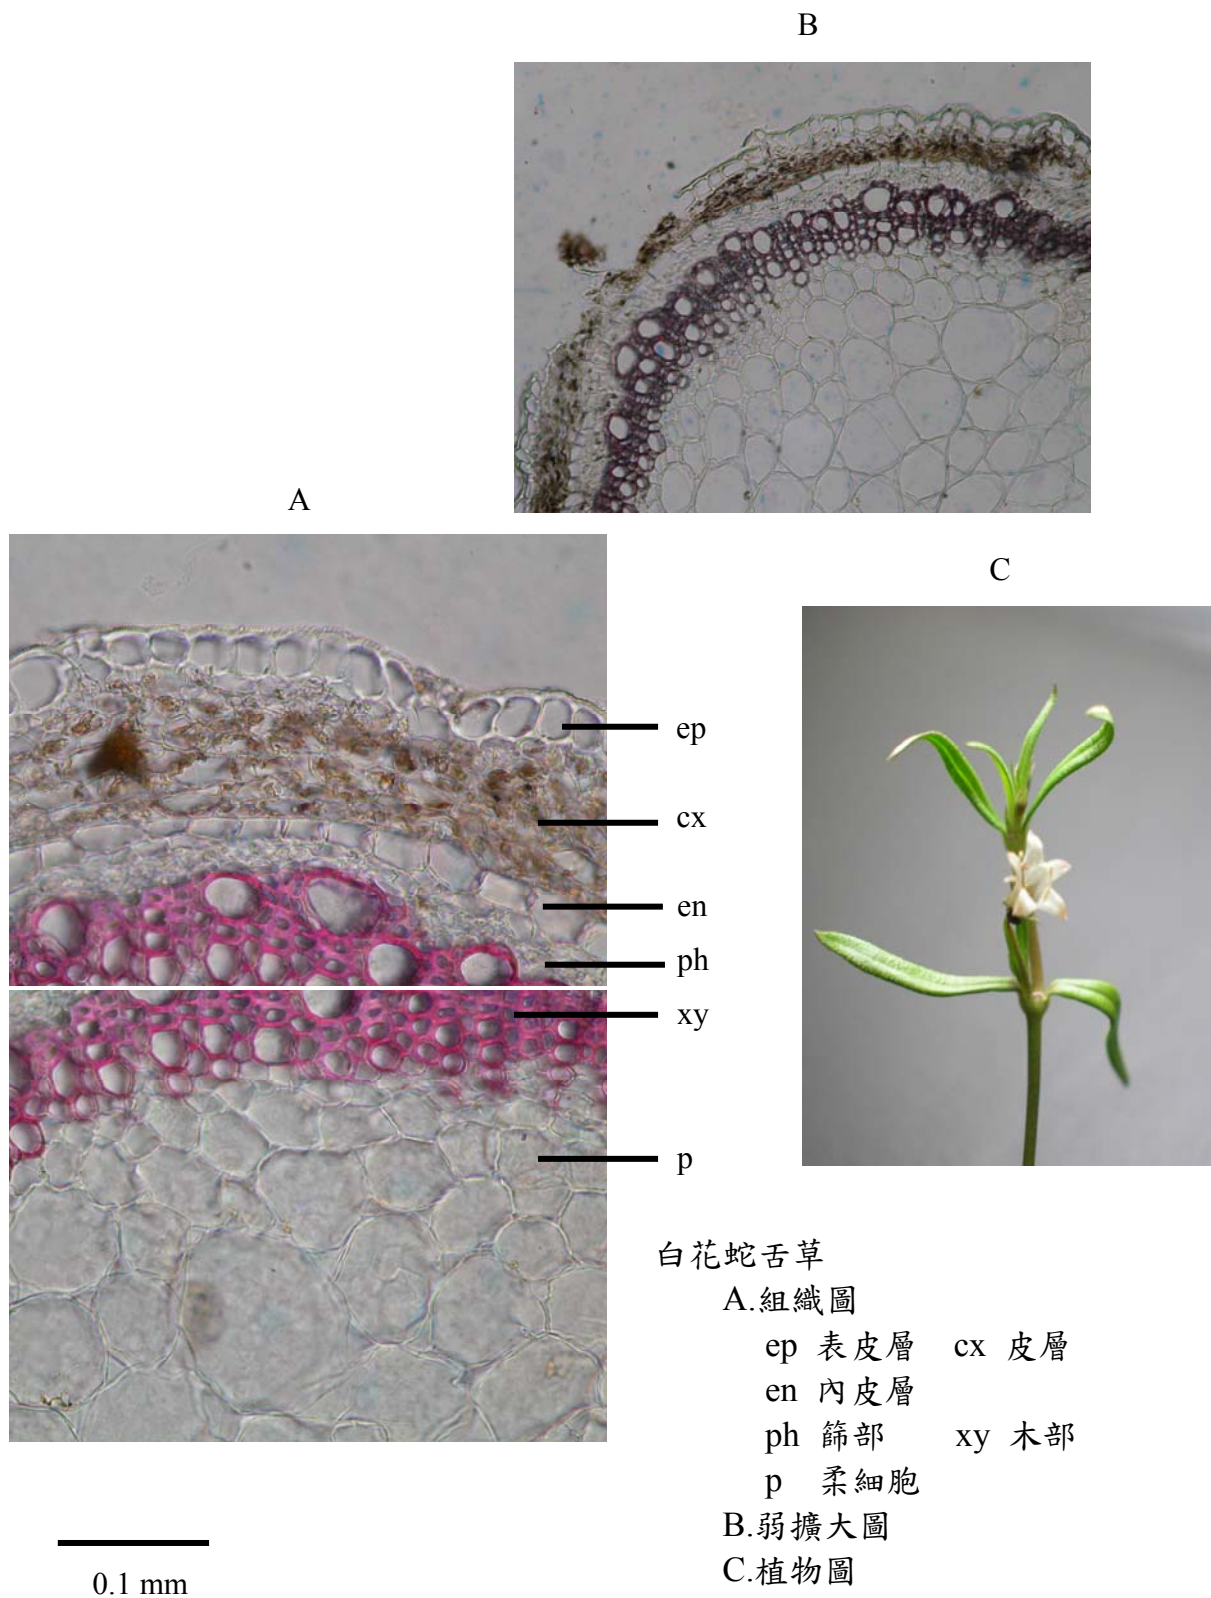 B
A
C
ep
cx
en
ph
xy
p
白花蛇舌草
A.組織圖
ep 表皮層 cx 皮層
en 內皮層
ph 篩部 xy 木部
p 柔細胞
B.弱擴大圖
C.植物圖
0.1 mm